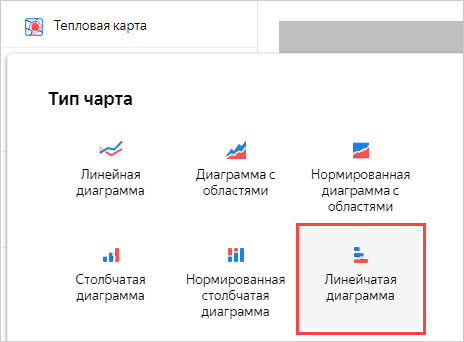 Тепловая карта
Тип чарта
Линейная
диаграмма
Диаграмма с
областями
Нормированная
диаграмма с
областями
Столбчатая
диаграмма
Нормированная
столбчатая
диаграмма
Линейчатая
диаграмма